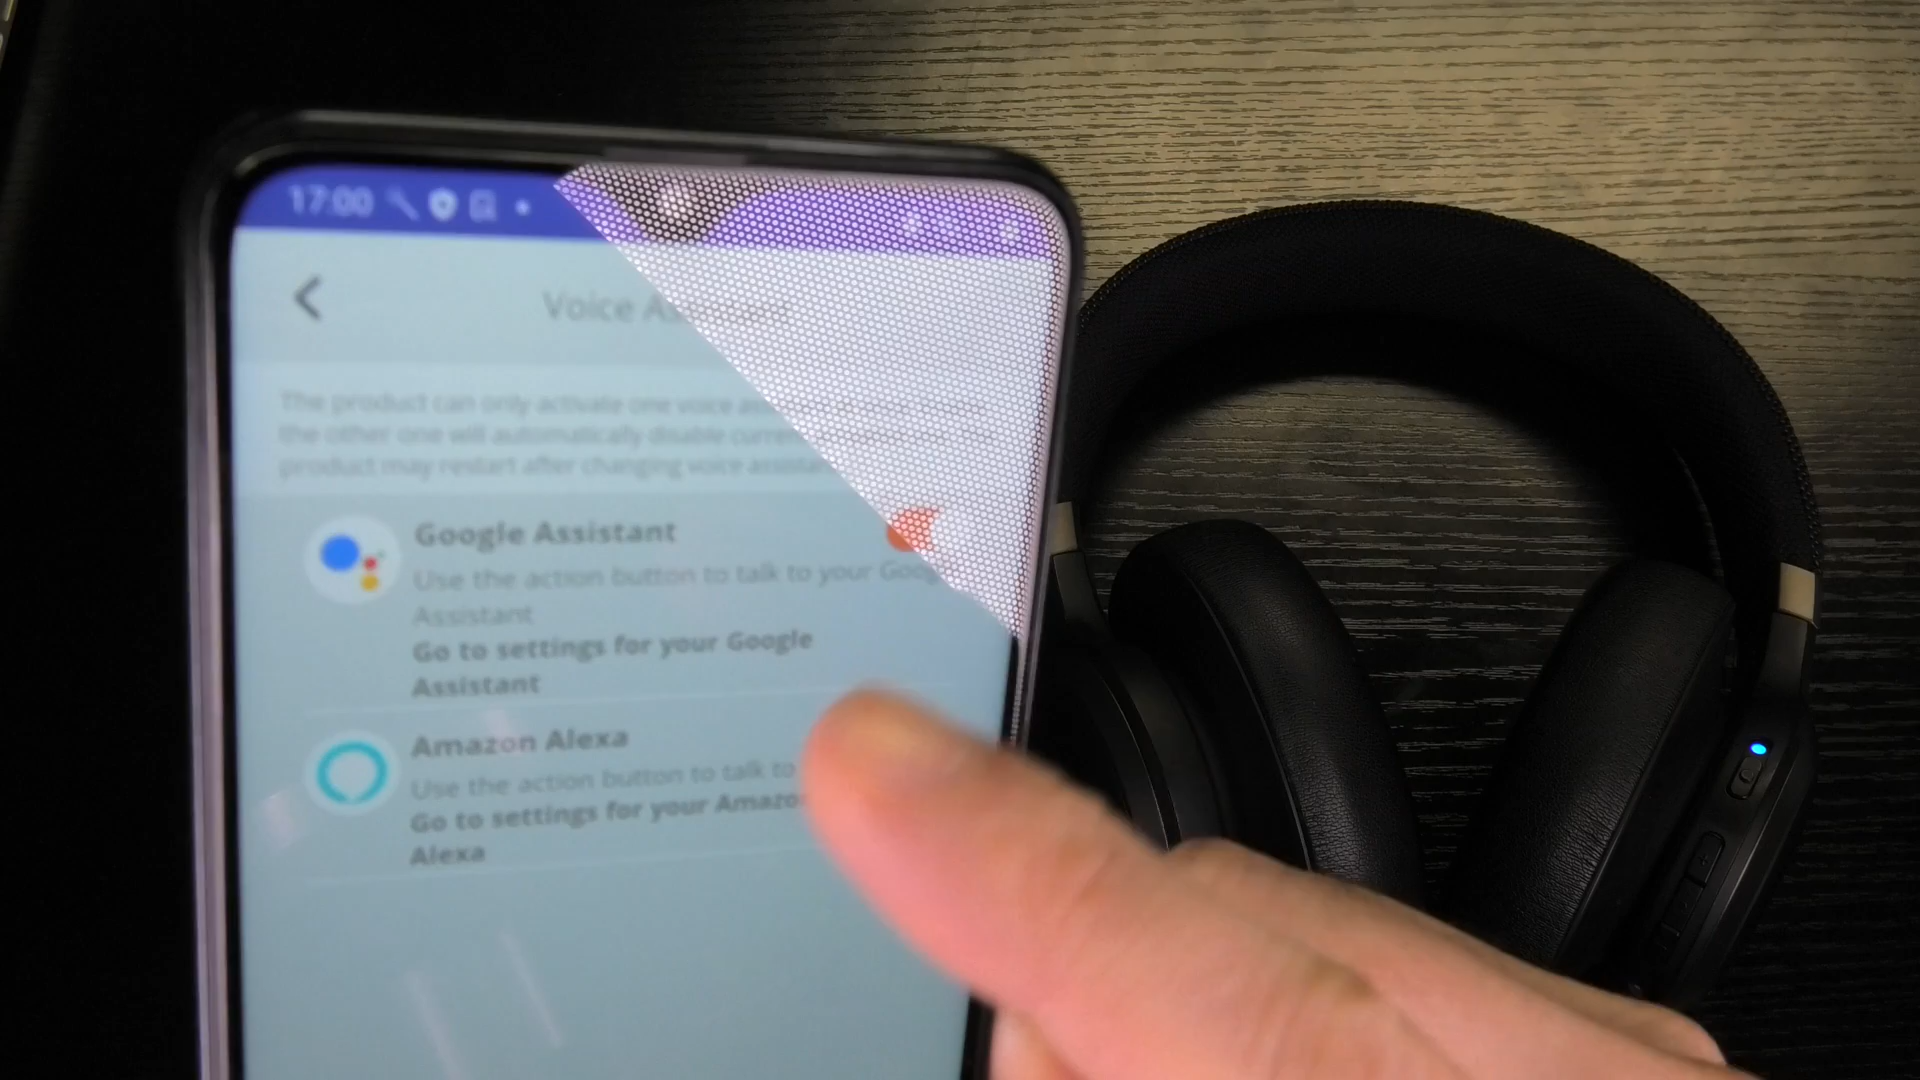 17:00
Voice Assistant
The product can only activate one voice
the other one will automatically disable
product may restart after changing voice
Google Assistant
Use the action button to talk to your Google
Assistant
Go to settings for your Google
Assistant
Amazon Alexa
Use the action button to talk to
Go to settings for your Amazon
Alexa